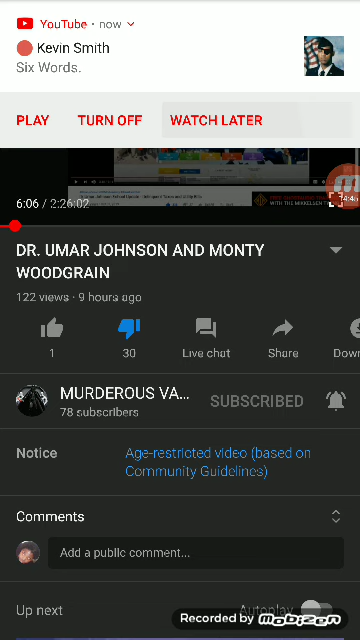 YouTube • now
Kevin Smith
Six Words.
PLAY TURN OFF WATCH LATER
6:06 / 2:26:02
DR. UMAR JOHNSON AND MONTY
WOODGRAIN
122 views · 9 hours ago
1 30 Live chat Share Down
MURDEROUS VA... SUBSCRIBED
78 subscribers
Notice Age-restricted video (based on
Community Guidelines)
Comments
Add a public comment...
Up next Autoplay
Recorded by mobizen